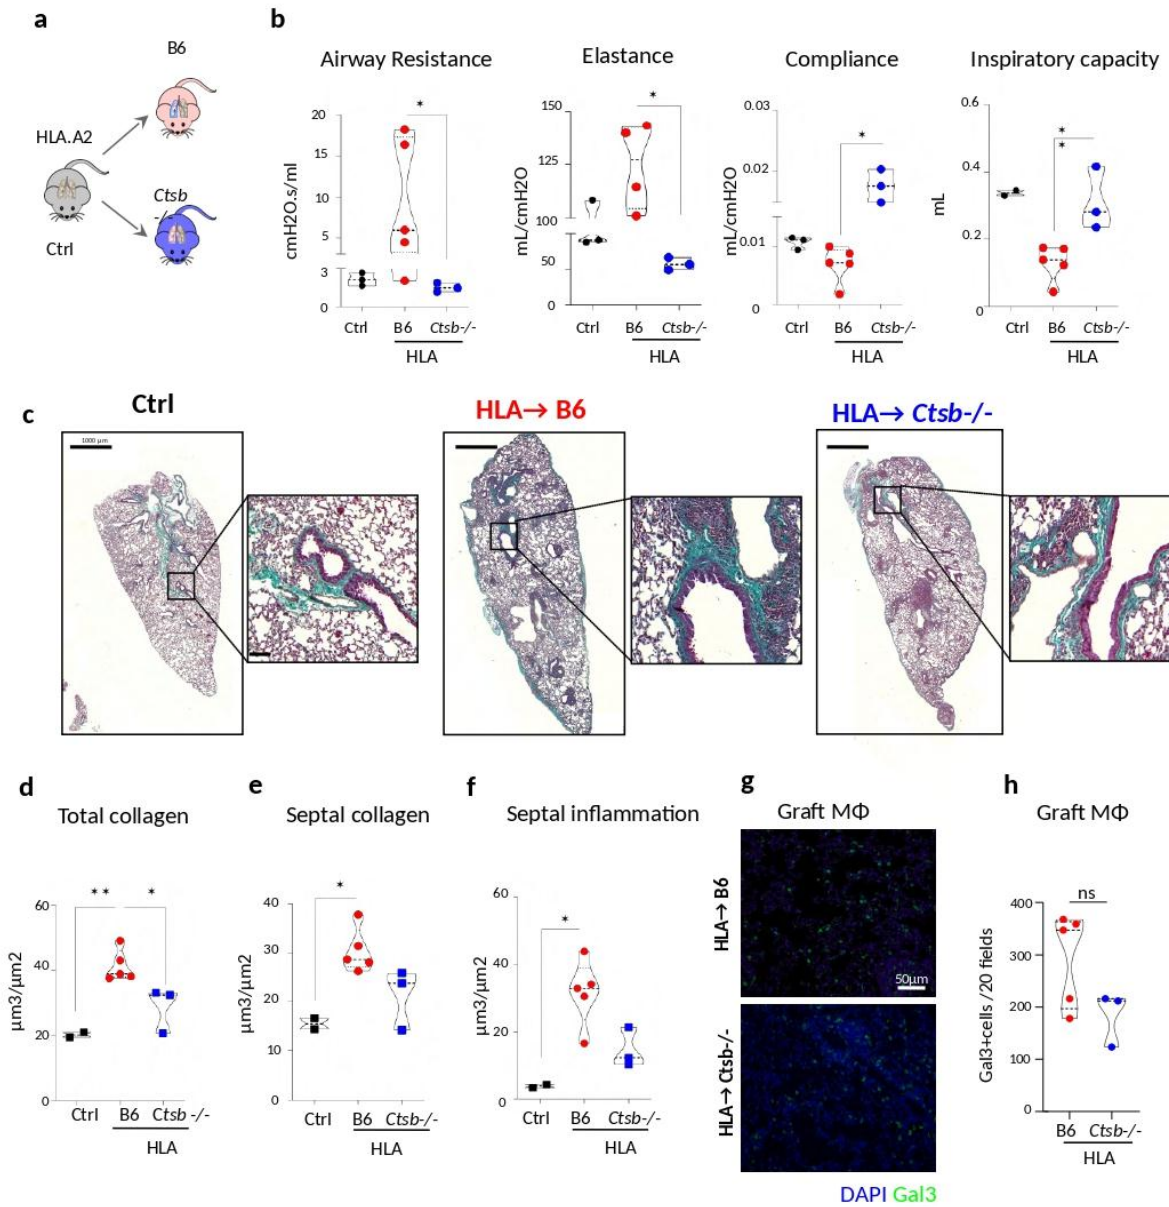 a
B6
HLA.A2
Ctsb
-/-
Ctrl
b
Airway Resistance
cmH2O.s/ml
20
15
10
5
3
0
Ctrl
B6
Ctsb-/-
HLA
Elastance
mL/cmH2O
150
125
100
50
0
*
Ctrl
B6
Ctsb-/-
HLA
Compliance
mL/cmH2O
0.03
0.02
0.01
0
*
Ctrl
B6
Ctsb-/-
HLA
Inspiratory capacity
mL
0.6
0.4
0.2
0
*
*
Ctrl
B6
Ctsb-/-
HLA
c
Ctrl
1000 µm
HLA→ B6
HLA→ Ctsb-/-
d
Total collagen
µm3/µm2
60
40
20
0
* *
*
Ctrl
B6
Ctsb -/-
HLA
e
Septal collagen
µm3/µm2
40
30
20
10
0
*
Ctrl
B6
Ctsb-/-
HLA
f
Septal inflammation
µm3/µm2
60
40
20
0
*
Ctrl
B6
Ctsb-/-
HLA
g
Graft MΦ
HLA→ B6
50µm
HLA→ Ctsb-/-
DAPI Gal3
h
Graft MΦ
Gal3+cells /20 fields
400
300
200
100
0
ns
B6
Ctsb-/-
HLA